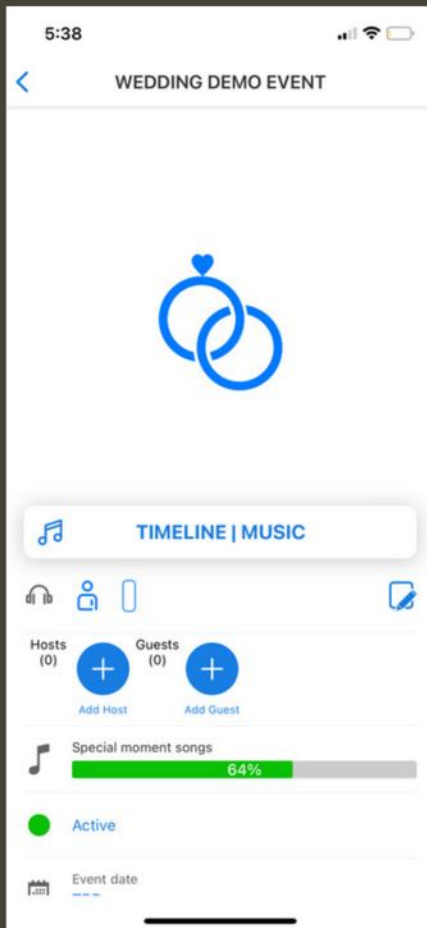 5:38
WEDDING DEMO EVENT
TIMELINE | MUSIC
Hosts
(0)
Guests
(0)
Add Host
Add Guest
Special moment songs
64%
Active
Event date
---